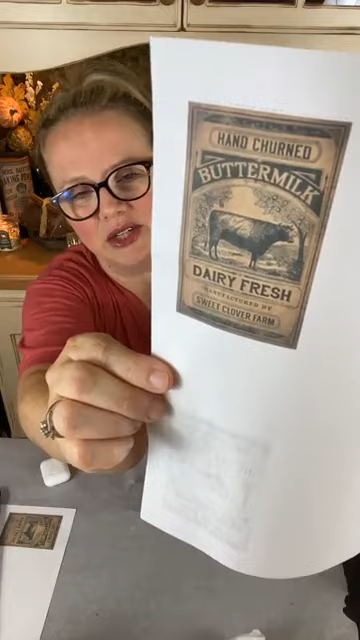 HAND CHURNED
BUTTERMILK
DAIRY FRESH
MANUFACTURED BY
SWEET CLOVER FARM